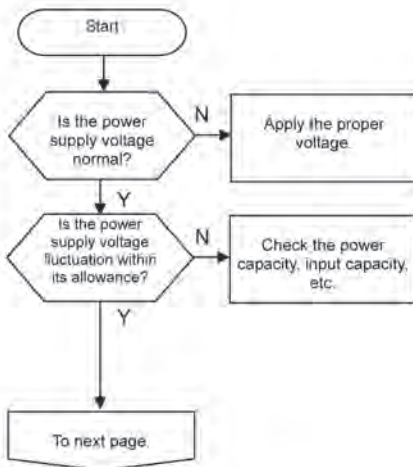 Start
Is the power
supply voltage
normal?
N
Apply the proper
voltage.
Y
Is the power
supply voltage
fluctuation within
its allowance?
N
Check the power
capacity, input capacity,
etc.
Y
To next page